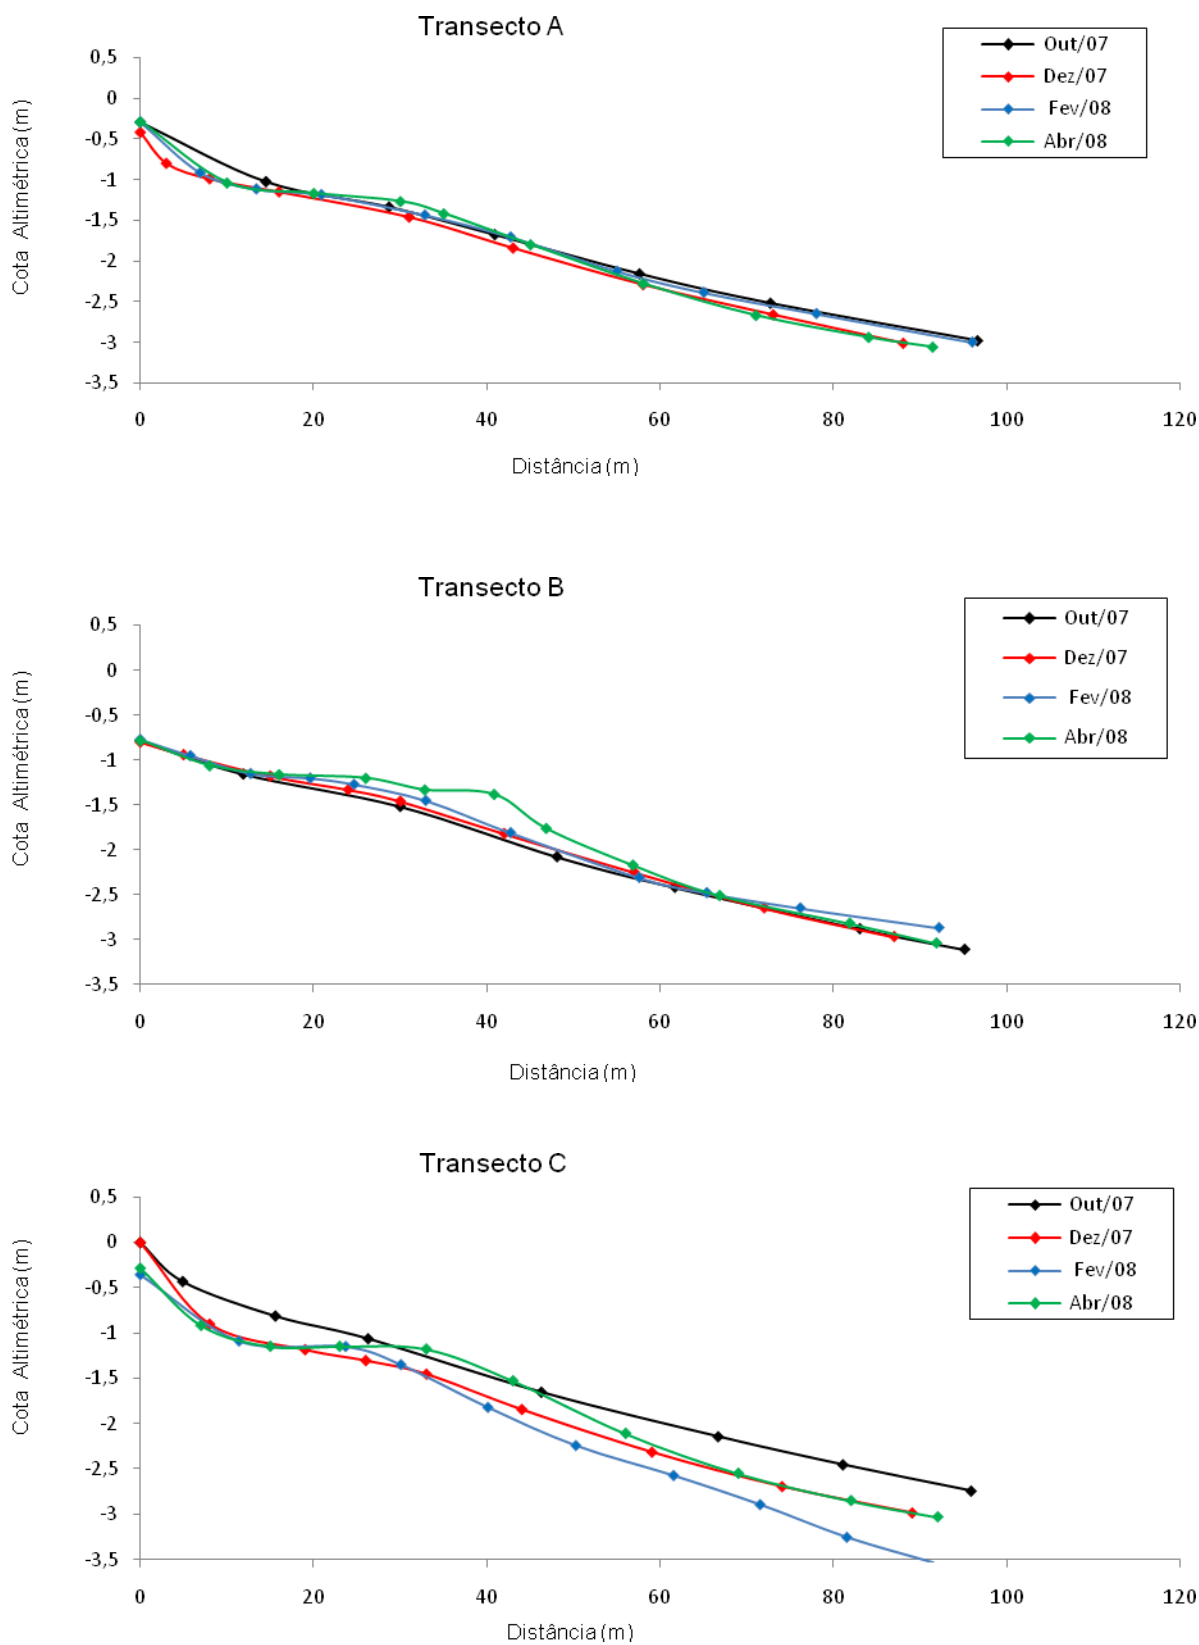 Transecto A
Out/07
Dez/07
Fev/08
Abr/08
Cota Altimétrica (m)
0,5
0
-0,5
-1
-1,5
-2
-2,5
-3
-3,5
0 20 40 60 80 100 120
Distância (m)
Transecto B
Out/07
Dez/07
Fev/08
Abr/08
Cota Altimétrica (m)
0,5
0
-0,5
-1
-1,5
-2
-2,5
-3
-3,5
0 20 40 60 80 100 120
Distância (m)
Transecto C
Out/07
Dez/07
Fev/08
Abr/08
Cota Altimétrica (m)
0,5
0
-0,5
-1
-1,5
-2
-2,5
-3
-3,5
0 20 40 60 80 100 120
Distância (m)